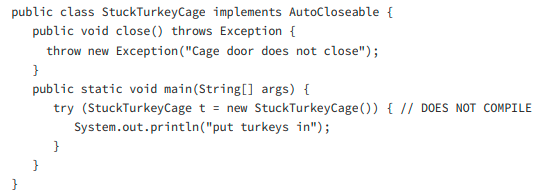 public class StuckTurkeyCage implements AutoCloseable {
   public void close() throws Exception {
     throw new Exception("Cage door does not close");
   }
   public static void main(String[] args) {
      try (StuckTurkeyCage t = new StuckTurkeyCage()) { // DOES NOT COMPILE
         System.out.println("put turkeys in");
      }
   }
}